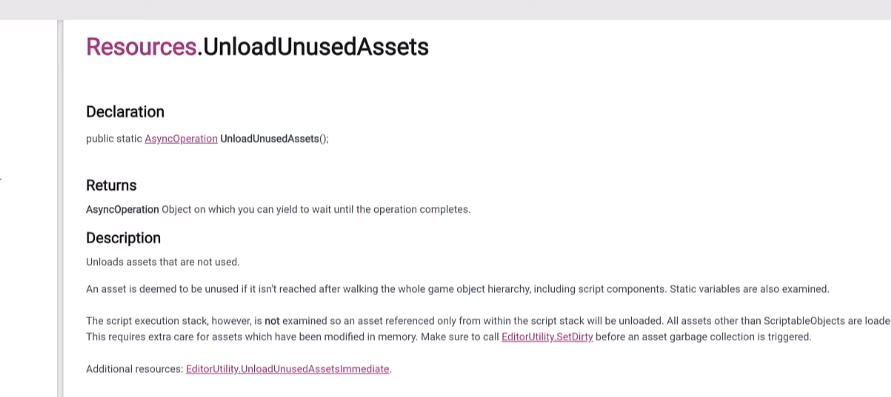 Resources.UnloadUnusedAssets
Declaration
public static AsyncOperation UnloadUnusedAssets();
Returns
AsyncOperation Object on which you can yield to wait until the operation completes.
Description
Unloads assets that are not used.
An asset is deemed to be unused if it isn't reached after walking the whole game object hierarchy, including script components. Static variables are also examined.
The script execution stack, however, is not examined so an asset referenced only from within the script stack will be unloaded. All assets other than ScriptableObjects are loade
This requires extra care for assets which have been modified in memory. Make sure to call EditorUtility.SetDirty before an asset garbage collection is triggered.
Additional resources: EditorUtility.UnloadUnusedAssetsImmediate.